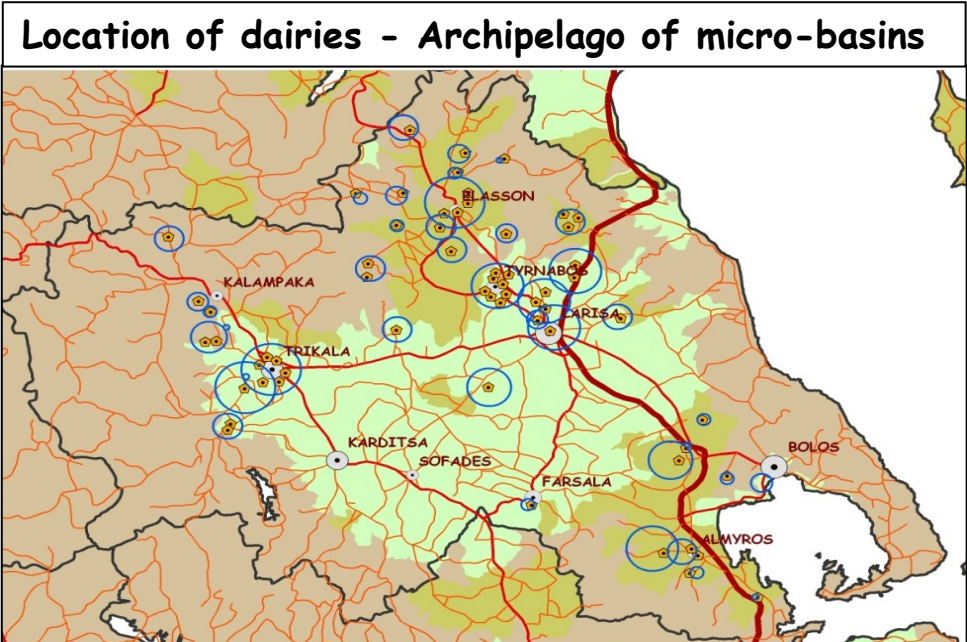 Location of dairies - Archipelago of micro-basins
ELASSON
TYRNABOS
KALAMPAKA
LARISA
TRIKALA
KARDITSA
SOFADES
BOLOS
FARSALA
ALMYROS